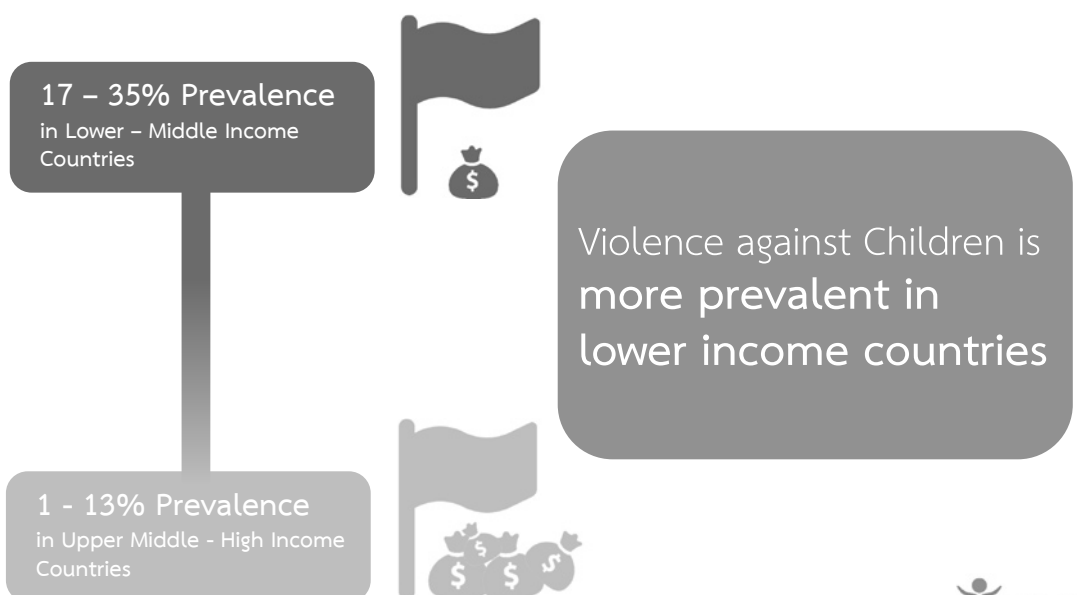 17 – 35% Prevalence
in Lower – Middle Income
Countries
$
Violence against Children is
more prevalent in
lower income countries
1 - 13% Prevalence
in Upper Middle - High Income
Countries
$
$
$
$